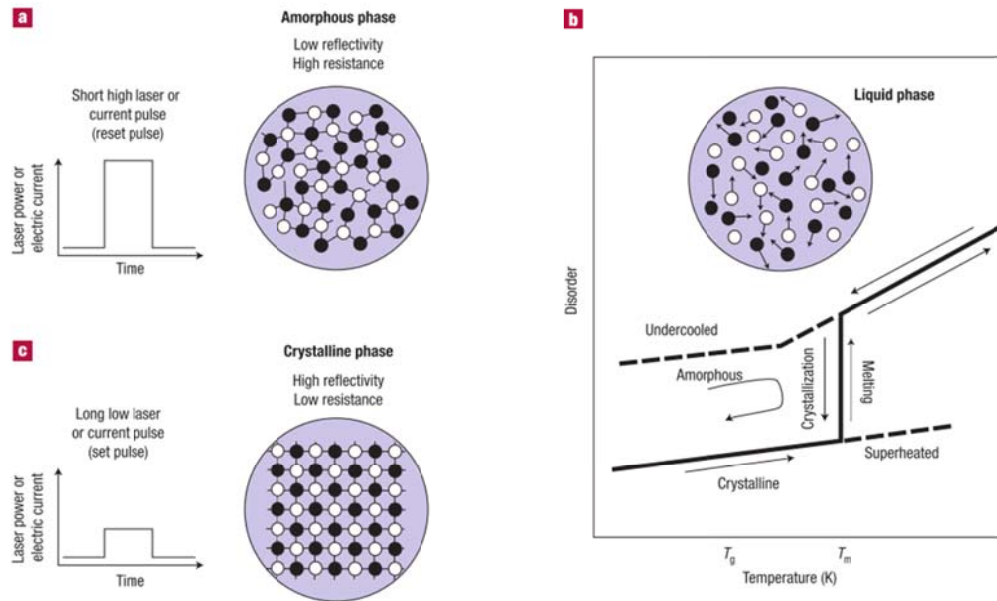 a
Amorphous phase
Low reflectivity
High resistance
Short high laser or
current pulse
(reset pulse)
Laser power or
electric current
Time
c
Crystalline phase
High reflectivity
Low resistance
Long low laser
or current pulse
(set pulse)
Laser power or
electric current
Time
b
Liquid phase
Disorder
Undercooled
Amorphous
Crystallization
Melting
Superheated
Crystalline
Tg
Tm
Temperature (K)